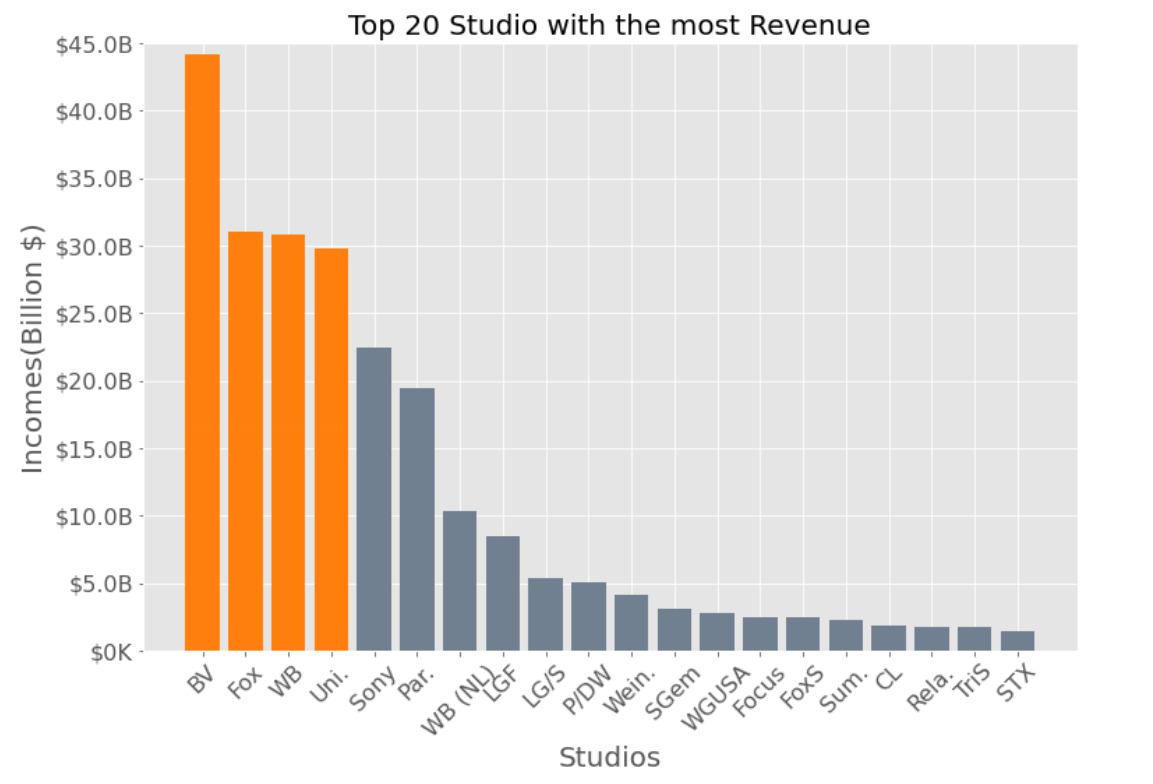 Top 20 Studio with the most Revenue
$45.0B
$40.0B
$35.0B
$30.0B
$25.0B
$20.0B
$15.0B
$10.0B
$5.0B
$0K
Incomes(Billion $)
BV
Fox
WB
Uni.
Sony
Par.
WB (NL)
LGF
LG/S
P/DW
Wein.
SGem
WGUSA
Focus
FoxS
Sum.
CL
Rela.
TriS
STX
Studios